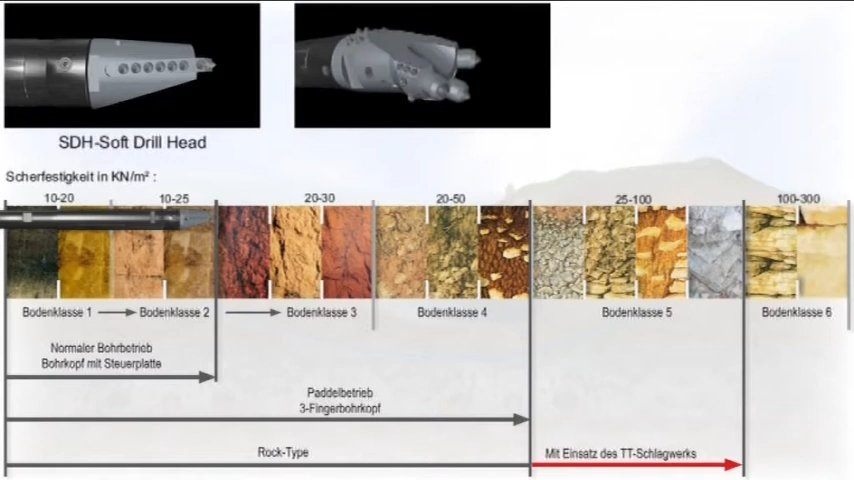 SDH-Soft Drill Head
Scherfestigkeit in KN/m² :
10-20
10-25
20-30
20-50
25-100
100-300
Bodenklasse 1
Bodenklasse 2
Bodenklasse 3
Bodenklasse 4
Bodenklasse 5
Bodenklasse 6
Normaler Bohrbetrieb
Bohrkopf mit Steuerplatte
Paddelbetrieb
3-Fingerbohrkopf
Rock-Type
Mit Einsatz des TT-Schlagwerks